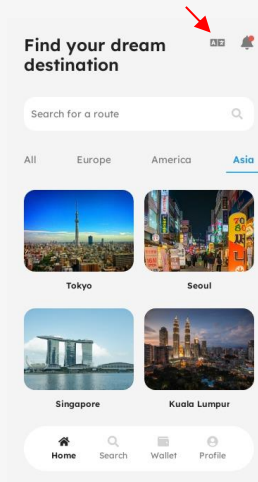 Find your dream
destination
Search for a route
All Europe America Asia
Tokyo Seoul
Singapore Kuala Lumpur
Home Search Wallet Profile